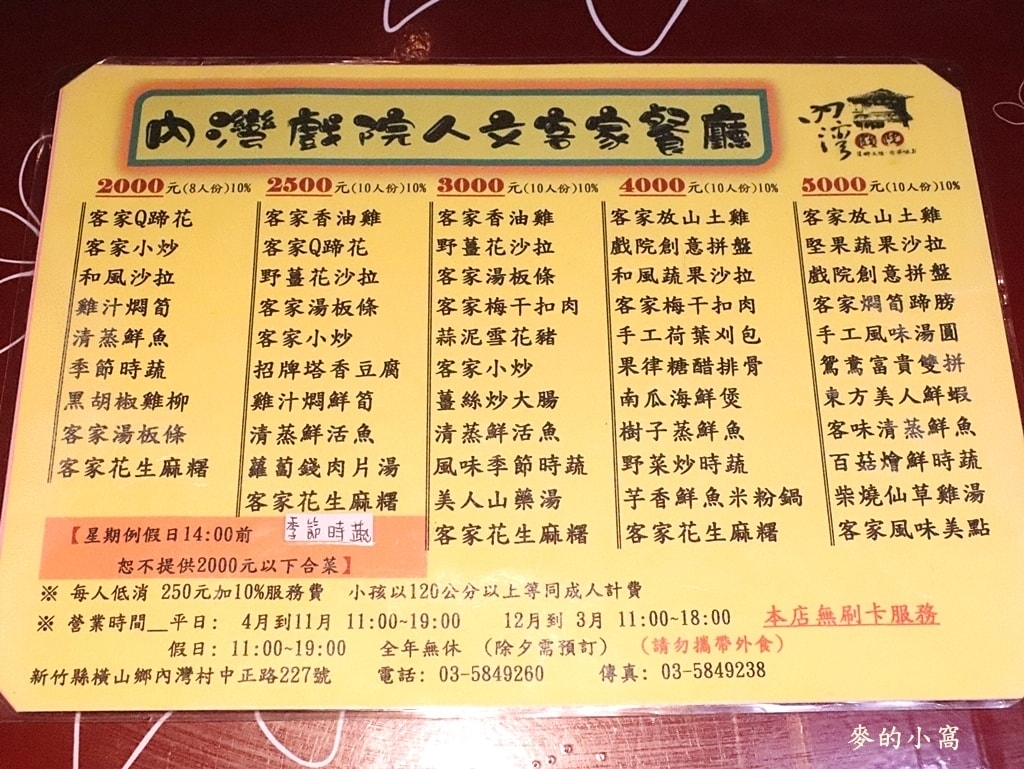 內灣戲院人文客家餐廳
內灣
戲院
2000元(8人份)10%
客家Q蹄花
客家小炒
和風沙拉
雞汁燜筍
清蒸鮮魚
季節時蔬
黑胡椒雞柳
客家湯板條
客家花生麻糬
2500元(10人份)10%
客家香油雞
客家Q蹄花
野薑花沙拉
客家湯板條
客家小炒
招牌塔香豆腐
雞汁燜鮮筍
清蒸鮮活魚
蘿蔔錢肉片湯
客家花生麻糬
季節時蔬
3000元(10人份)10%
客家香油雞
野薑花沙拉
客家湯板條
客家梅干扣肉
蒜泥雪花豬
客家小炒
薑絲炒大腸
清蒸鮮活魚
風味季節時蔬
美人山藥湯
客家花生麻糬
4000元(10人份)10%
客家放山土雞
戲院創意拼盤
和風蔬果沙拉
客家梅干扣肉
手工荷葉刈包
果律糖醋排骨
南瓜海鮮煲
樹子蒸鮮魚
野菜炒時蔬
芋香鮮魚米粉鍋
客家花生麻糬
5000元(10人份)10%
客家放山土雞
堅果蔬果沙拉
戲院創意拼盤
客家燜筍蹄膀
手工風味湯圓
鴛鴦富貴雙拼
東方美人鮮蝦
客味清蒸鮮魚
百菇燴鮮時蔬
柴燒仙草雞湯
客家風味美點
【星期例假日14:00前
恕不提供2000元以下合菜】
※ 每人低消 250元加10%服務費 小孩以120公分以上等同成人計費
※ 營業時間__平日: 4月到11月 11:00~19:00 12月到 3月 11:00~18:00 本店無刷卡服務
假日: 11:00~19:00 全年無休 (除夕需預訂) (請勿攜帶外食)
新竹縣橫山鄉內灣村中正路227號 電話: 03-5849260 傳真: 03-5849238
麥的小窩